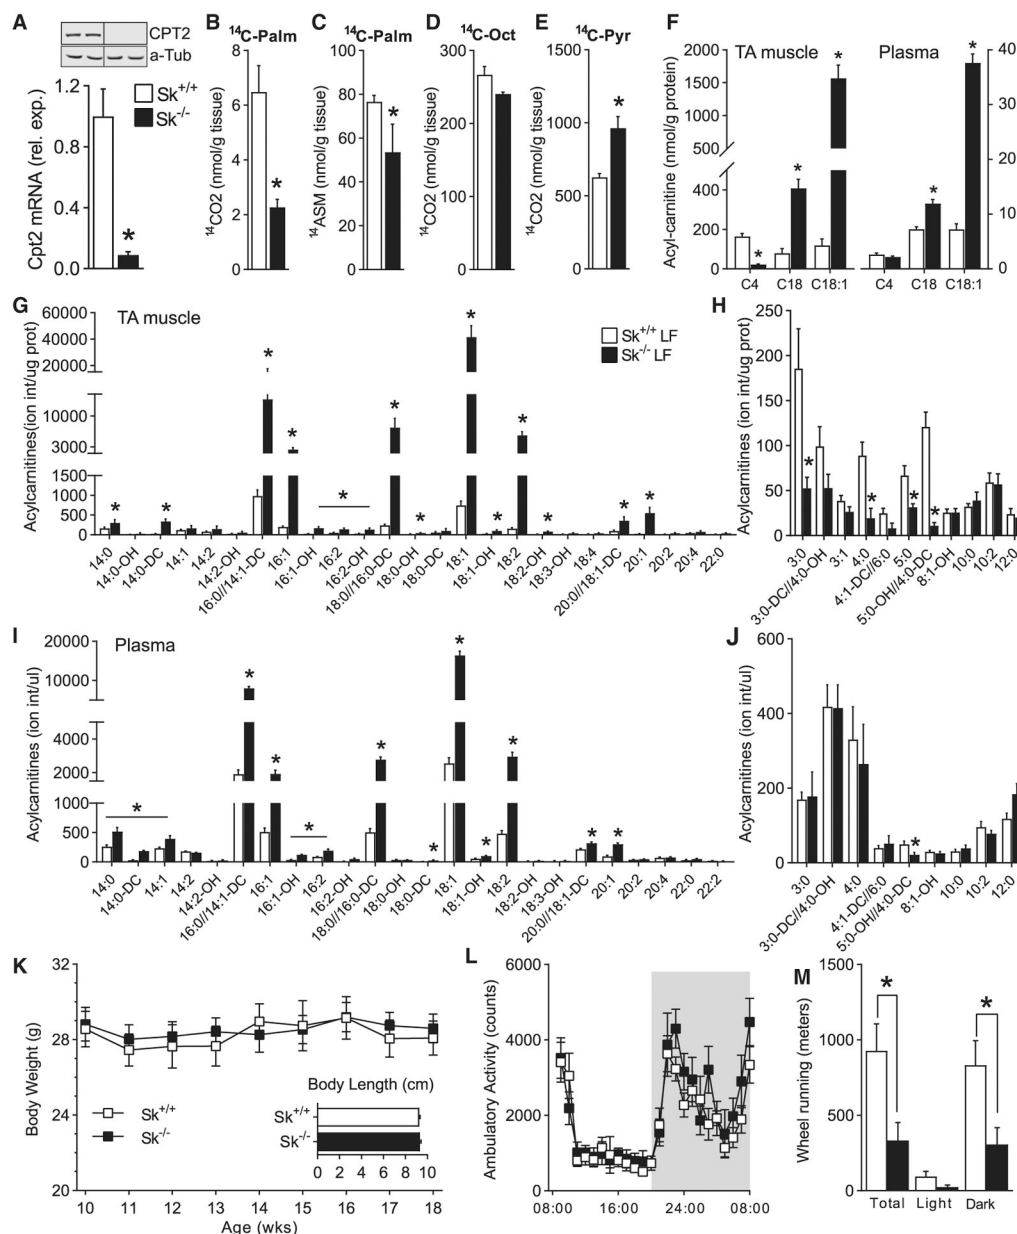 A
CPT2
a-Tub
Sk+/+
Sk-/-
Cpt2 mRNA (rel. exp.)
1.2
0.6
0.0
*
B
14C-Palm
14CO2 (nmol/g tissue)
8
6
4
2
0
*
C
14C-Palm
14ASM (nmol/g tissue)
100
80
60
40
20
0
*
D
14C-Oct
14CO2 (nmol/g tissue)
300
200
100
0
E
14C-Pyr
14CO2 (nmol/g tissue)
1500
1000
500
0
*
F
TA muscle
Plasma
Acyl-carnitine (nmol/g protein)
2000
1500
1000
500
400
200
0
40
30
20
10
0
* * * * *
C4 C18 C18:1 C4 C18 C18:1
G
TA muscle
Sk+/+ LF
Sk-/- LF
Acylcarnitines(ion int/ug prot)
60000
40000
20000
10000
3000
1500
1000
500
0
* * * * * * * * * * * * *
14:0
14:0-OH
14:0-DC
14:1
14:2
14:2-OH
16:0//14:1-DC
16:1
16:1-OH
16:2
16:2-OH
18:0//16:0-DC
18:0-OH
18:0-DC
18:1
18:1-OH
18:2
18:2-OH
18:3-OH
18:4
20:0//18:1-DC
20:1
20:2
20:4
22:0
H
Acylcarnitines (ion int/ug prot)
250
200
150
100
50
0
* * * *
3:0
3:0-DC//4:0-OH
3:1
4:0
4:1-DC//6:0
5:0
5:0-OH//4:0-DC
8:1-OH
10:0
10:2
12:0
I
Plasma
Acylcarnitines (ion int/ul)
20000
10000
4000
2000
1000
500
0
* * * * * * * * * * *
14:0
14:0-DC
14:1
14:2
14:2-OH
16:0//14:1-DC
16:1
16:1-OH
16:2
16:2-OH
18:0//16:0-DC
18:0-OH
18:0-DC
18:1
18:1-OH
18:2
18:2-OH
18:3-OH
20:0//18:1-DC
20:1
20:2
20:4
22:0
22:2
J
Acylcarnitines (ion int/ul)
600
400
200
0
*
3:0
3:0-DC//4:0-OH
4:0
4:1-DC//6:0
5:0-OH//4:0-DC
8:1-OH
10:0
10:2
12:0
K
Body Weight (g)
32
28
24
20
Sk+/+
Sk-/-
Body Length (cm)
Sk+/+
Sk-/-
0 2 4 6 8 10
10 11 12 13 14 15 16 17 18
Age (wks)
L
Ambulatory Activity (counts)
6000
4000
2000
0
08:00 16:00 24:00 08:00
M
Wheel running (meters)
1500
1000
500
0
* *
Total Light Dark